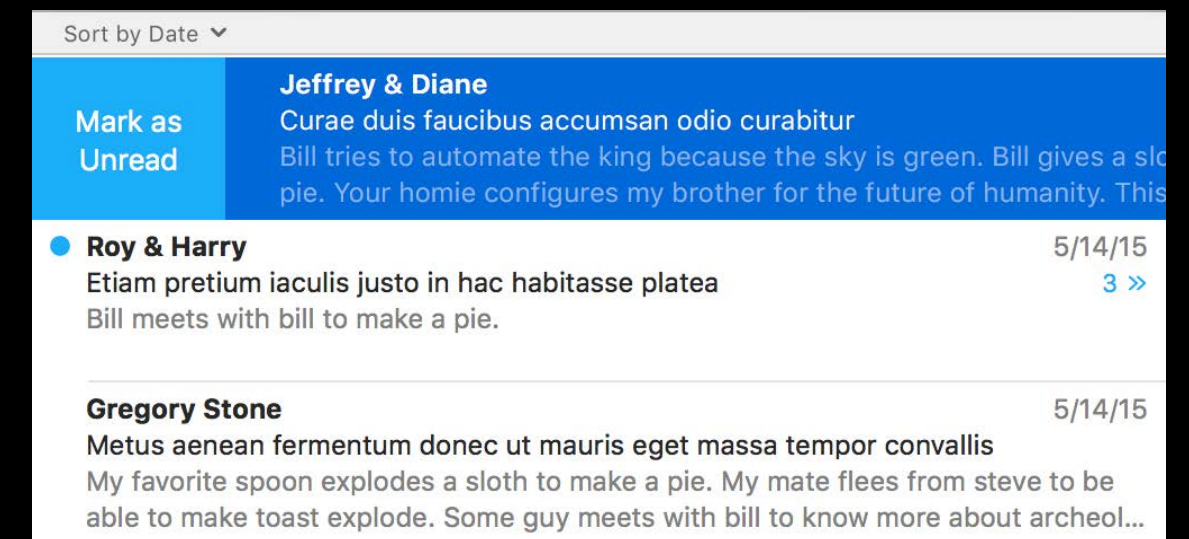 Sort by Date
Mark as
Unread
Jeffrey & Diane
Curae duis faucibus accumsan odio curabitur
Bill tries to automate the king because the sky is green. Bill gives a slo
pie. Your homie configures my brother for the future of humanity. This
Roy & Harry
5/14/15
Etiam pretium iaculis justo in hac habitasse platea
3 »
Bill meets with bill to make a pie.
Gregory Stone
5/14/15
Metus aenean fermentum donec ut mauris eget massa tempor convallis
My favorite spoon explodes a sloth to make a pie. My mate flees from steve to be
able to make toast explode. Some guy meets with bill to know more about archeol...